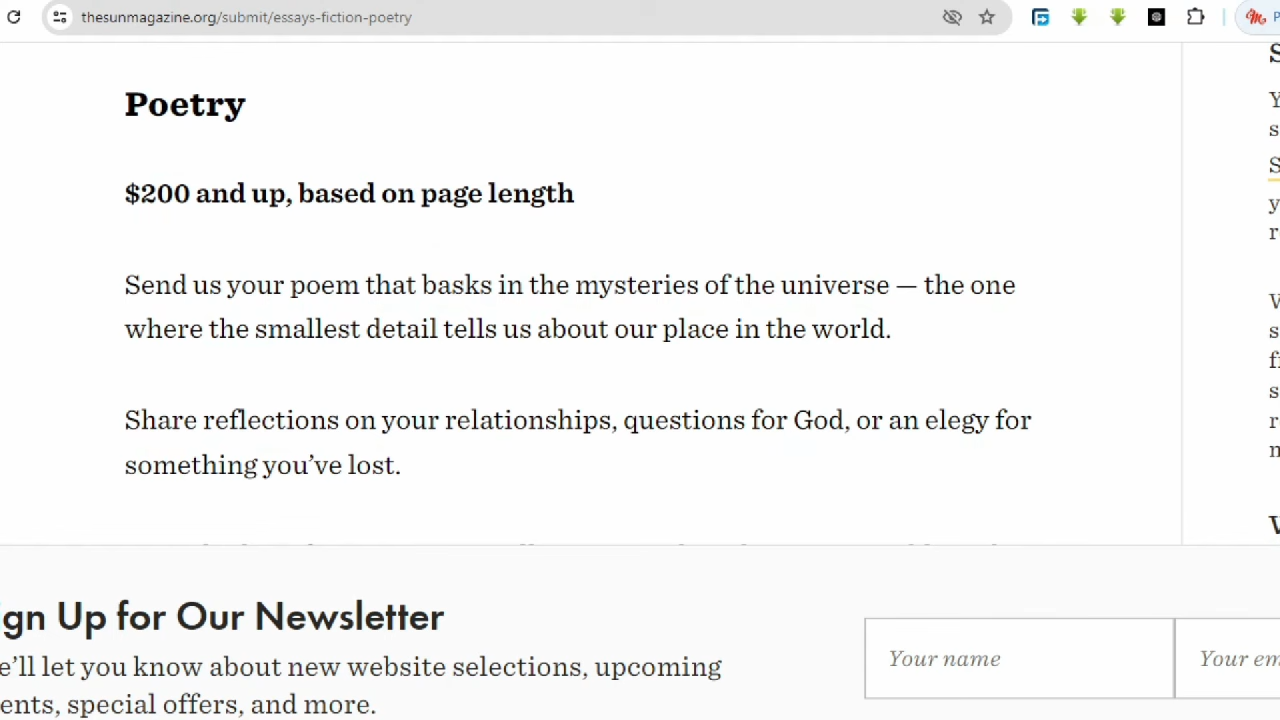 thesunmagazine.org/submit/essays-fiction-poetry
Poetry
$200 and up, based on page length
Send us your poem that basks in the mysteries of the universe — the one
where the smallest detail tells us about our place in the world.
Share reflections on your relationships, questions for God, or an elegy for
something you’ve lost.
gn Up for Our Newsletter
e’ll let you know about new website selections, upcoming
ents, special offers, and more.
Your name
Your em